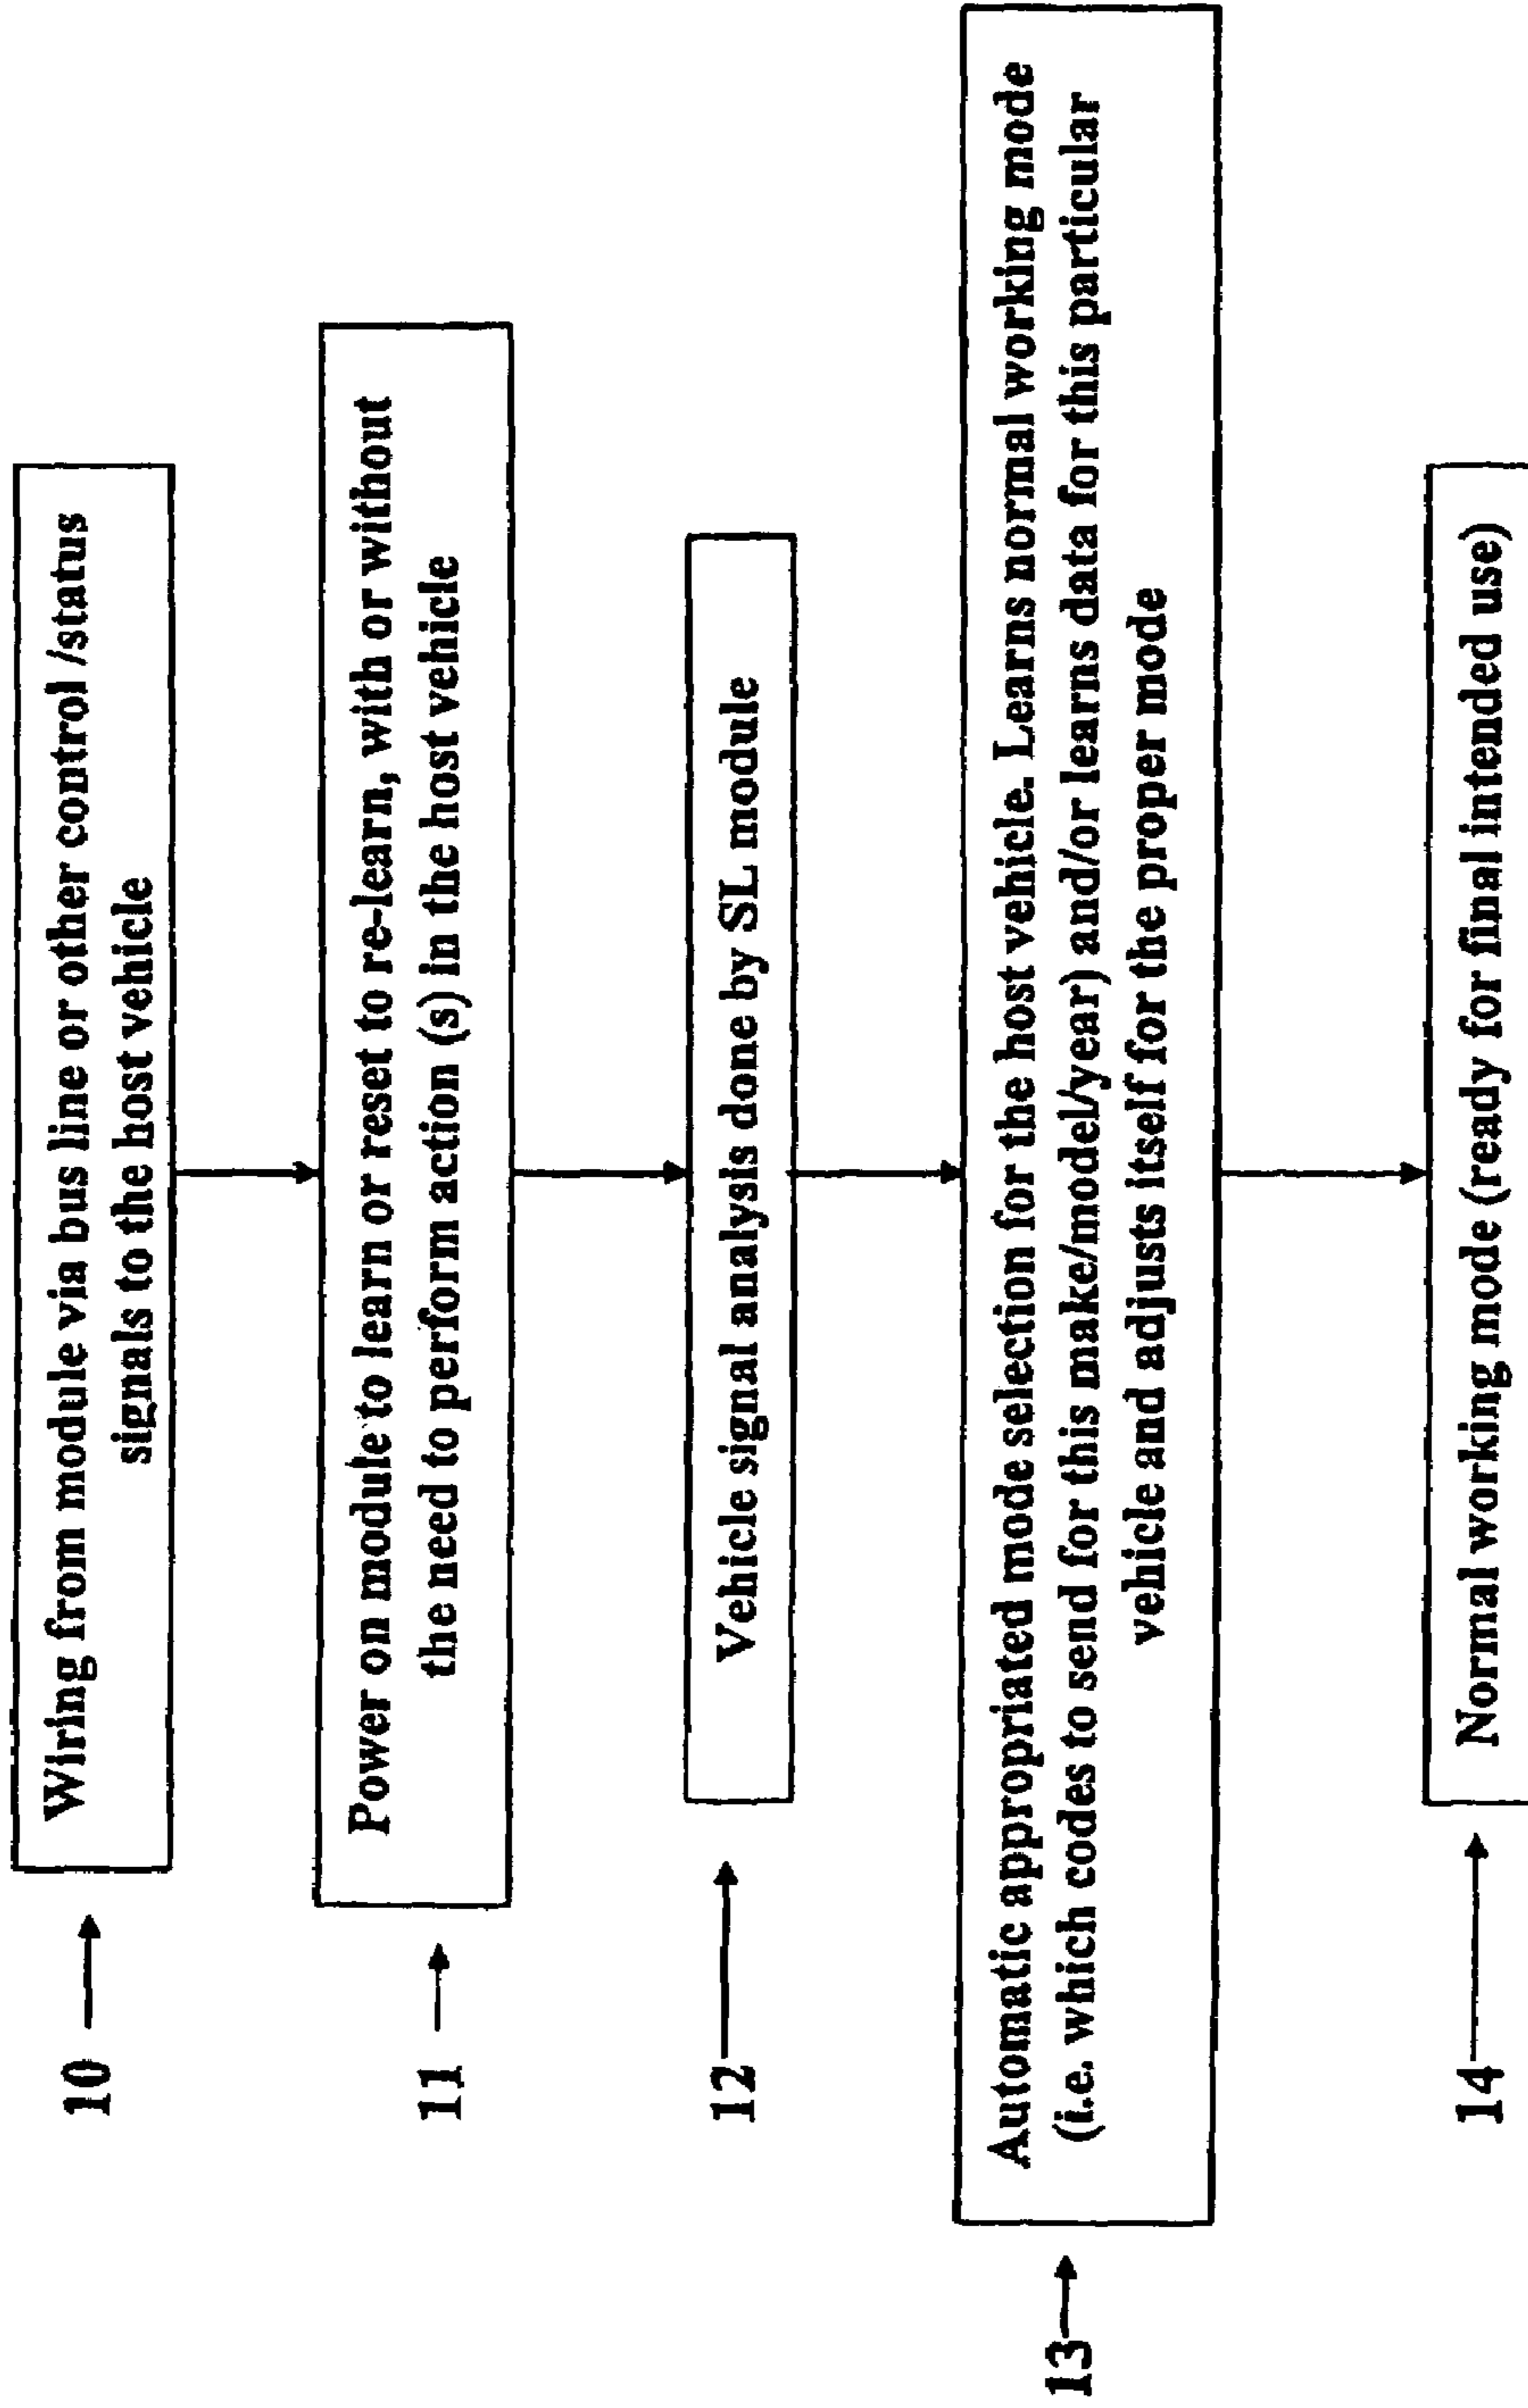 10
Wiring from module via bus line or other control /status
signals to the host vehicle
11
Power on module to learn or reset to re-learn, with or without
the need to perform action (s) in the host vehicle
12
Vehicle signal analysis done by SL module
13
Automatic appropriated mode selection for the host vehicle. Learns normal working mode
(i.e. which codes to send for this make/model/year) and/or learns data for this particular
vehicle and adjusts itself for the proper mode
14
Normal working mode (ready for final intended use)